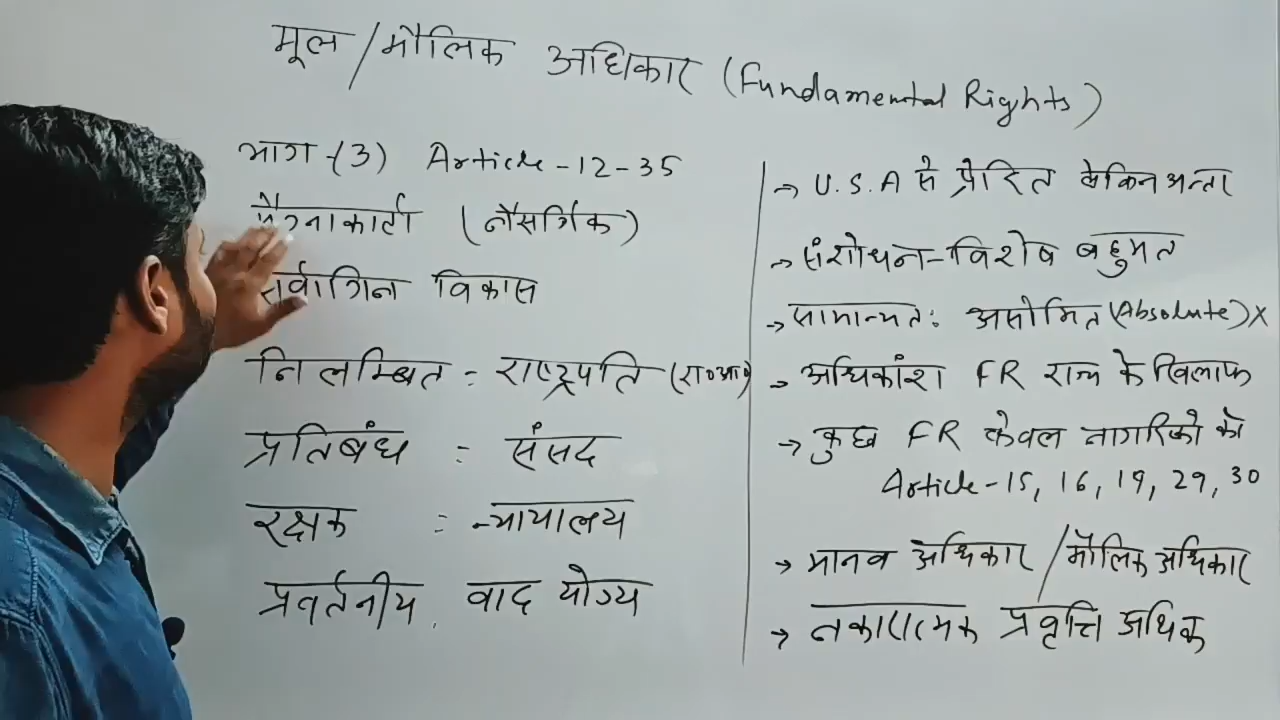 मूल / मौलिक अधिकार (Fundamental Rights)
भाग -(3) Article - 12 - 35
मैग्नाकार्टा (नैसर्गिक)
सर्वांगिन विकास
निलम्बित = राष्ट्रपति (रा॰आ॰)
प्रतिबंध = संसद
रक्षक = न्यायालय
प्रवर्तनीय, वाद योग्य
→ U.S.A से प्रेरित लेकिन अन्तर
→ संशोधन - विशेष बहुमत
→ सामान्यत: असीमित (Absolute) X
→ अधिकांश FR राज्य के खिलाफ
→ कुछ FR केवल नागरिको को
Article - 15, 16, 19, 29, 30
→ मानव अधिकार / मौलिक अधिकार
→ नकारात्मक प्रवृत्ति अधिक